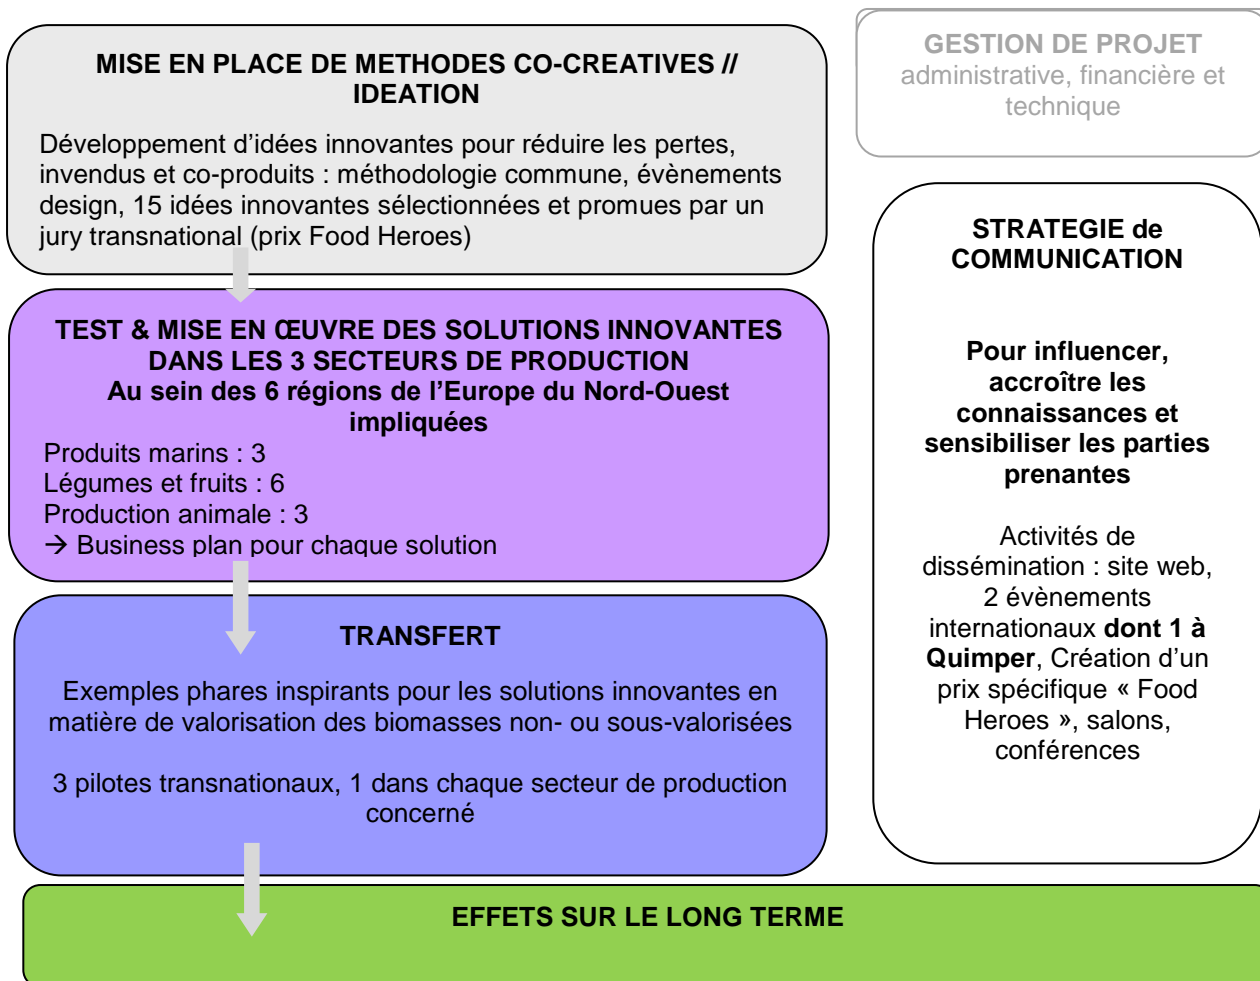 MISE EN PLACE DE METHODES CO-CREATIVES //
IDEATION
Développement d'idées innovantes pour réduire les pertes,
invendus et co-produits : méthodologie commune, évènements
design, 15 idées innovantes sélectionnées et promues par un
jury transnational (prix Food Heroes)
TEST & MISE EN ŒUVRE DES SOLUTIONS INNOVANTES
DANS LES 3 SECTEURS DE PRODUCTION
Au sein des 6 régions de l'Europe du Nord-Ouest
impliquées
Produits marins : 3
Légumes et fruits : 6
Production animale : 3
→ Business plan pour chaque solution
TRANSFERT
Exemples phares inspirants pour les solutions innovantes en
matière de valorisation des biomasses non- ou sous-valorisées
3 pilotes transnationaux, 1 dans chaque secteur de production
concerné
GESTION DE PROJET
administrative, financière et
technique
STRATEGIE de
COMMUNICATION
Pour influencer,
accroître les
connaissances et
sensibiliser les parties
prenantes
Activités de
dissémination : site web,
2 évènements
internationaux dont 1 à
Quimper, Création d'un
prix spécifique « Food
Heroes », salons,
conférences
EFFETS SUR LE LONG TERME